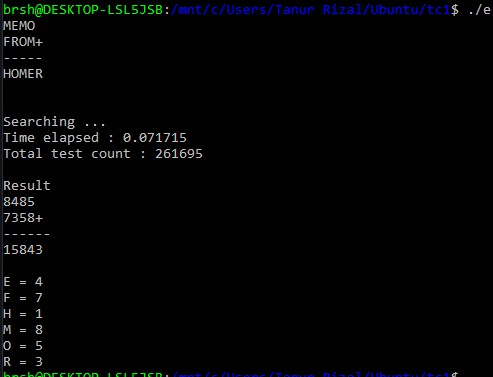 brsh@DESKTOP-LSL5JSB:/mnt/c/Users/Tanur Rizal/Ubuntu/tc1$ ./e
MEMO
FROM+
-----
HOMER
Searching ...
Time elapsed : 0.071715
Total test count : 261695
Result
8485
7358+
------
15843
E = 4
F = 7
H = 1
M = 8
O = 5
R = 3
brsh@DESKTOP-LSL5JSB:/mnt/c/Users/Tanur Rizal/Ubuntu/tc1$